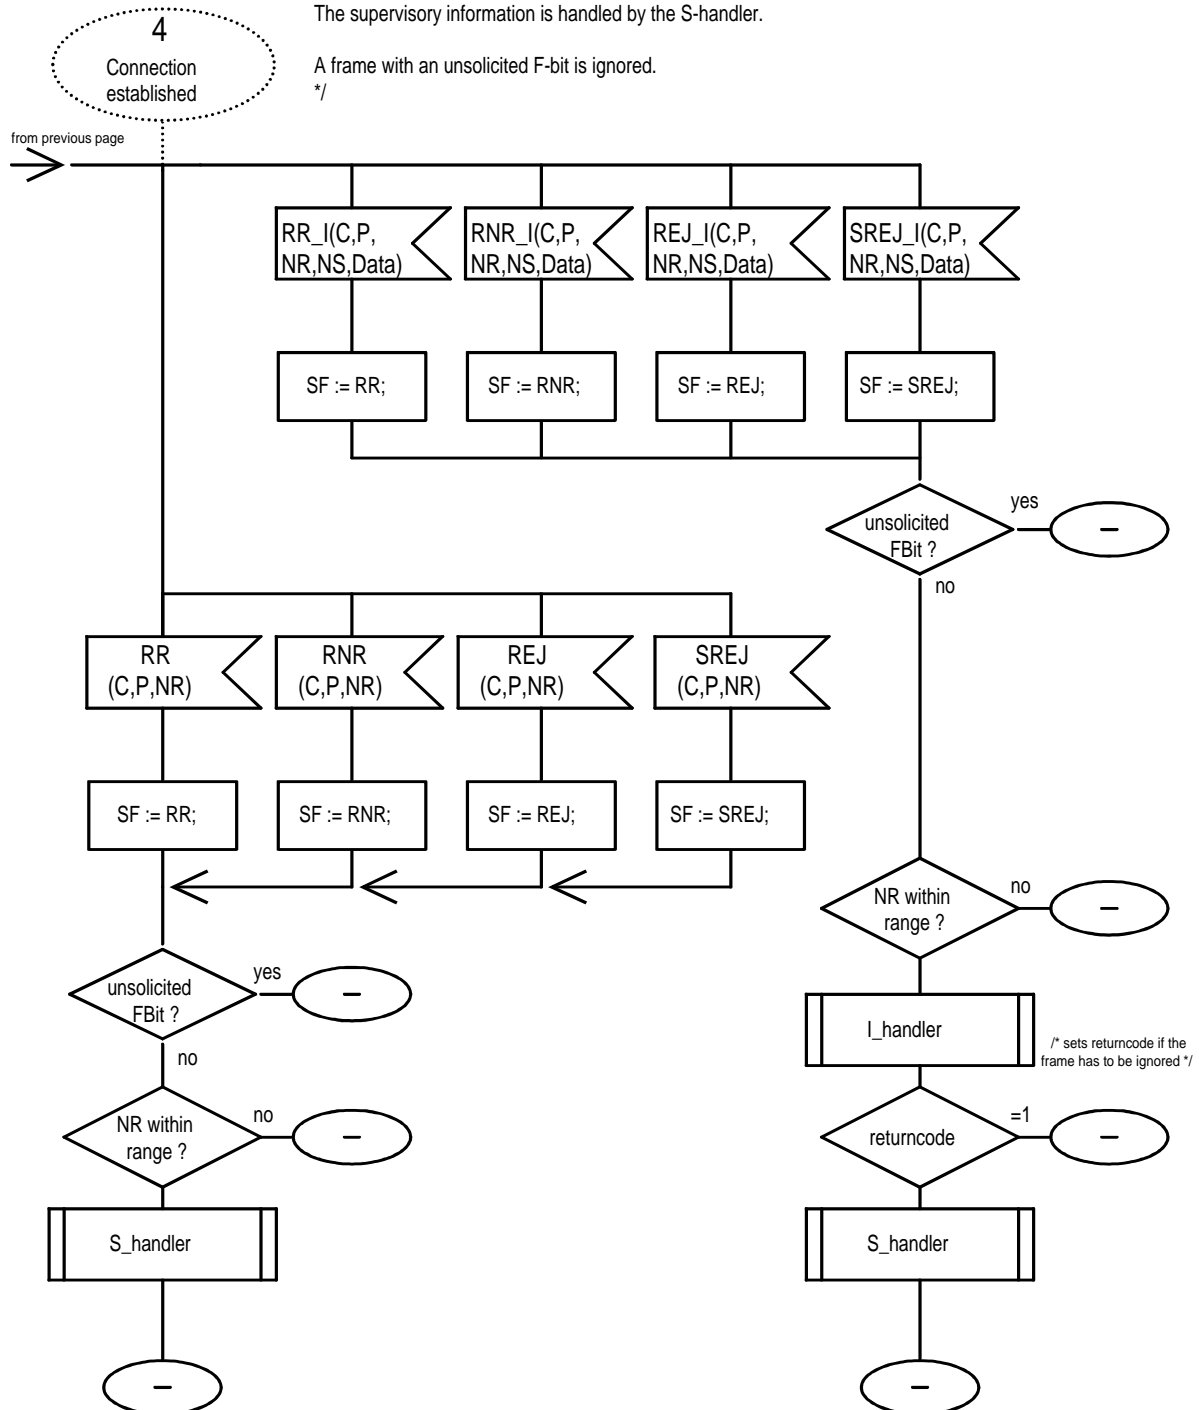 The supervisory information is handled by the S-handler.
4
Connection
established
A frame with an unsolicited F-bit is ignored.
*/
from previous page
RR_I(C,P,
NR,NS,Data)
RNR_I(C,P,
NR,NS,Data)
REJ_I(C,P,
NR,NS,Data)
SREJ_I(C,P,
NR,NS,Data)
SF := RR;
SF := RNR;
SF := REJ;
SF := SREJ;
unsolicited
FBit ?
yes
–
no
RR
(C,P,NR)
RNR
(C,P,NR)
REJ
(C,P,NR)
SREJ
(C,P,NR)
SF := RR;
SF := RNR;
SF := REJ;
SF := SREJ;
NR within
range ?
no
–
unsolicited
FBit ?
yes
–
no
I_handler
/* sets returncode if the
frame has to be ignored */
NR within
range ?
no
–
returncode
=1
–
S_handler
S_handler
–
–